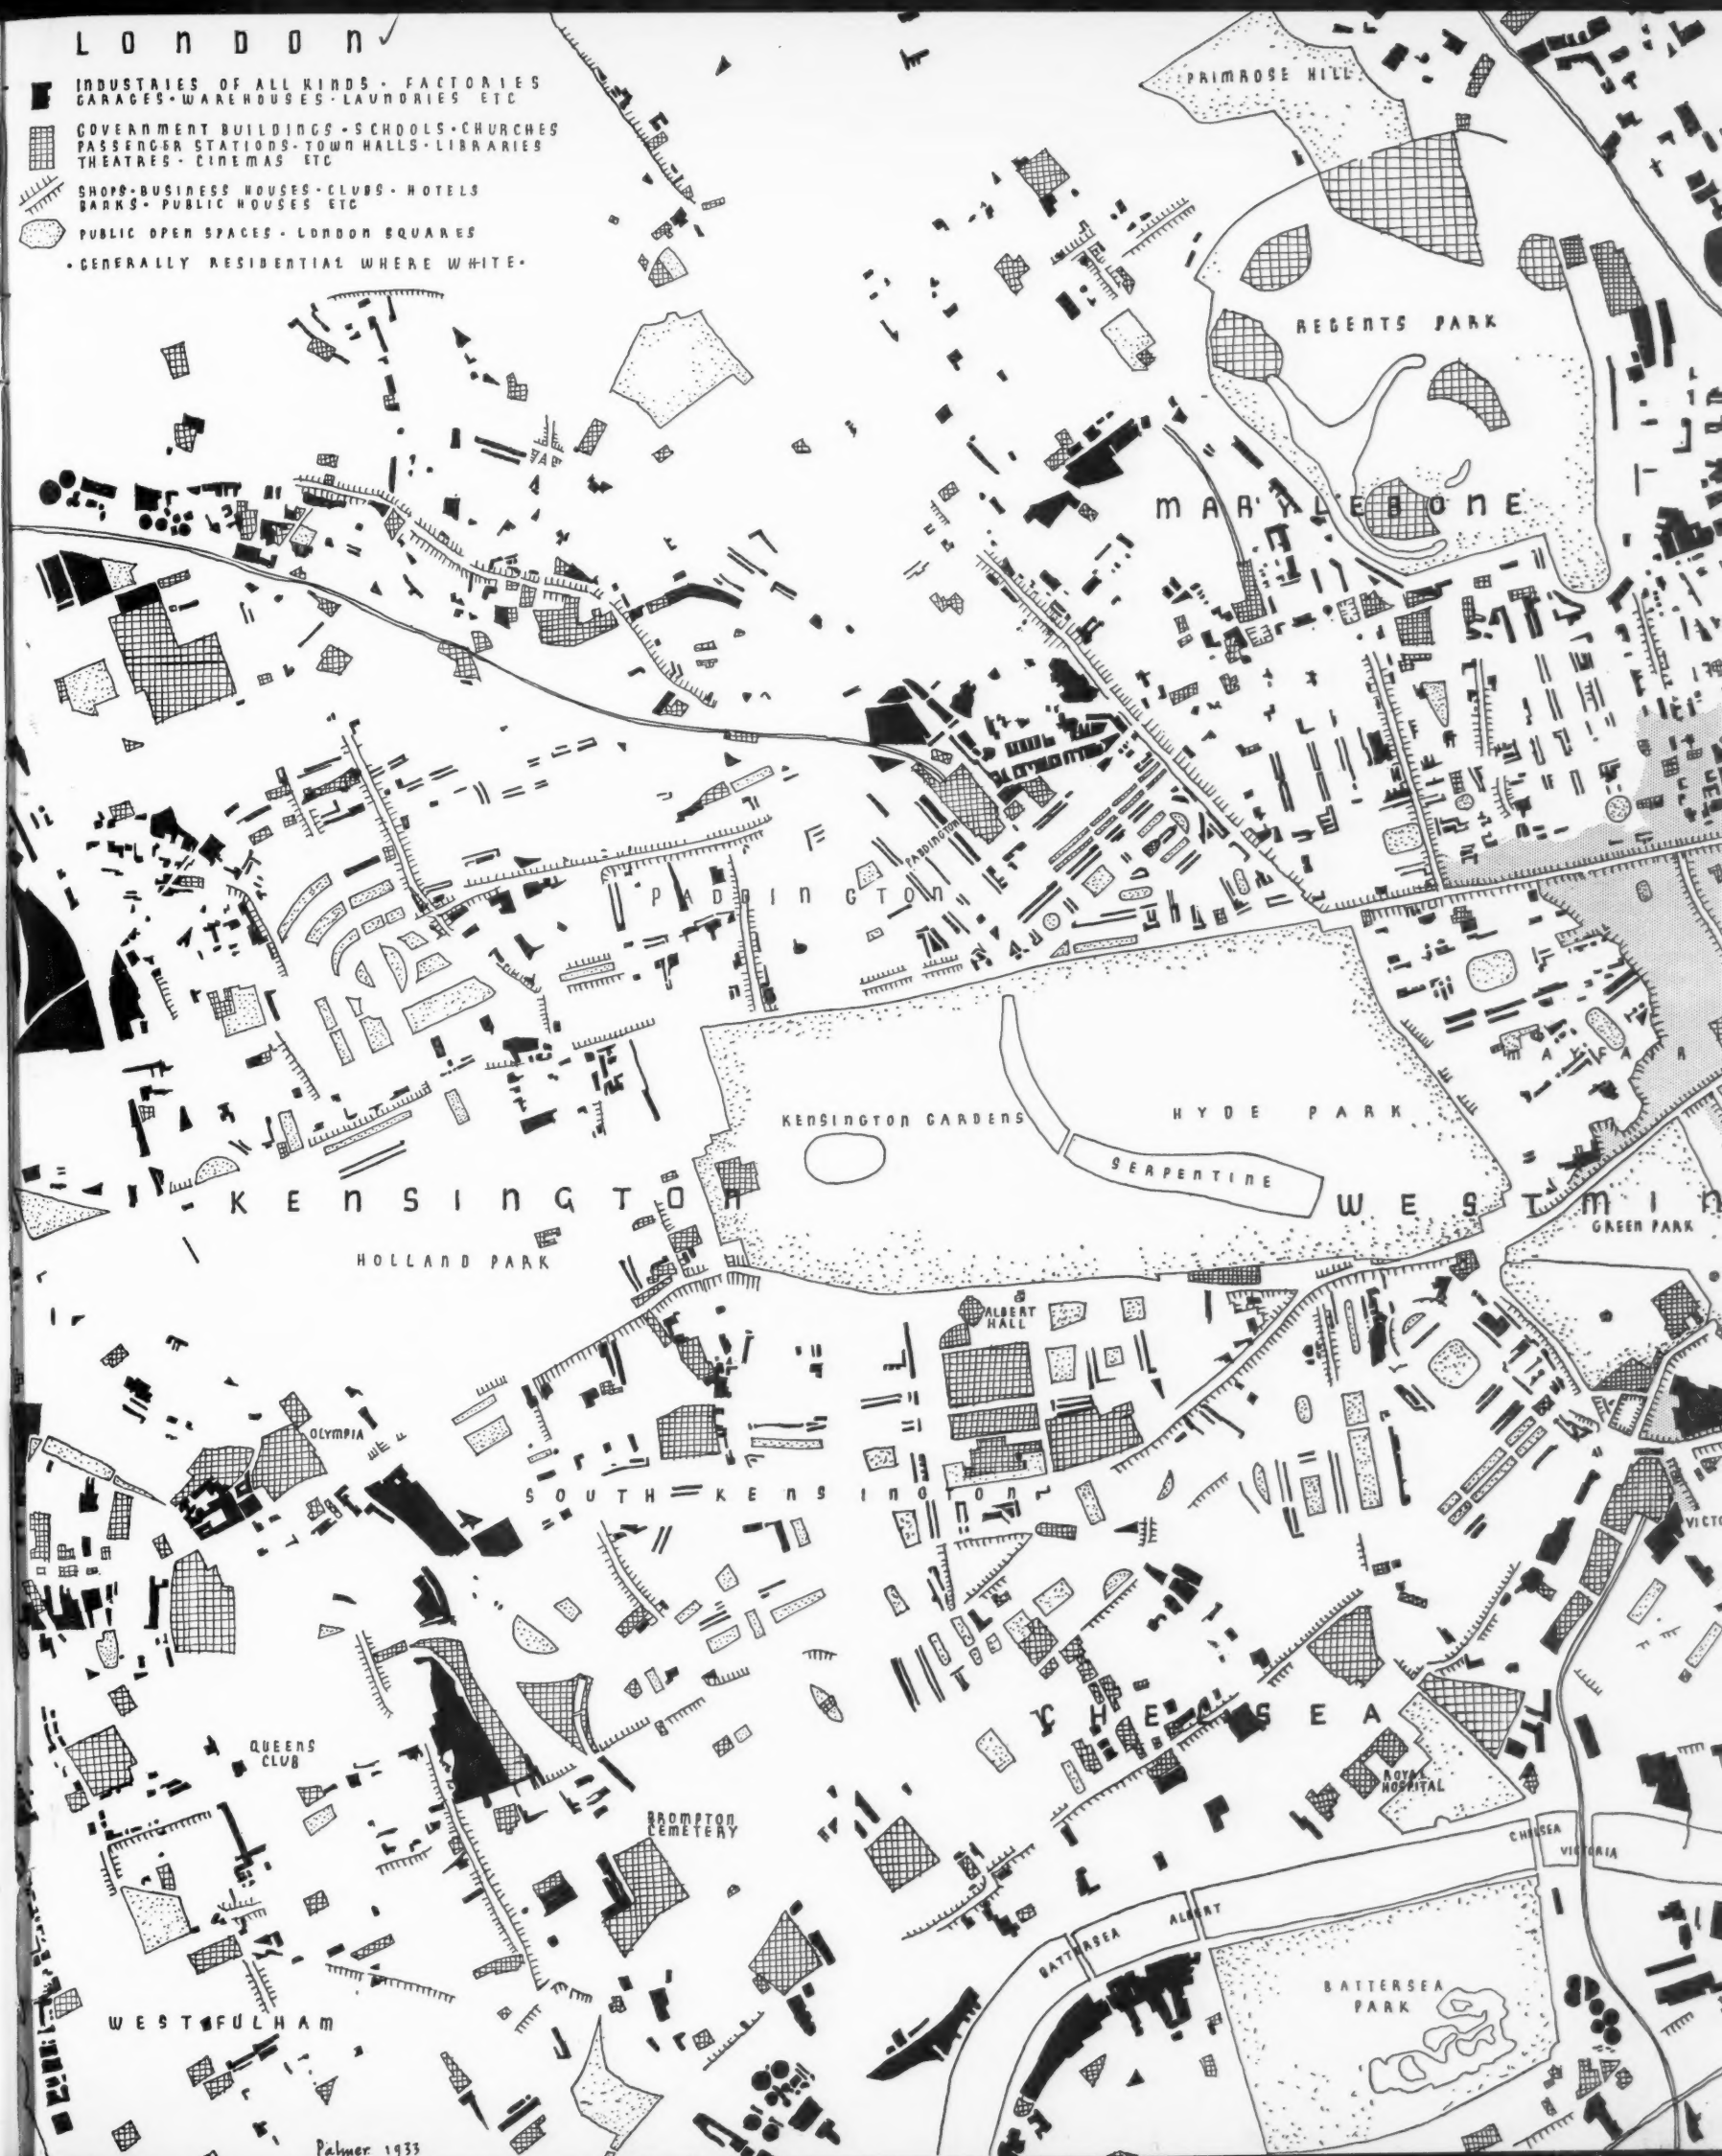 LONDON
INDUSTRIES OF ALL KINDS · FACTORIES
GARAGES · WAREHOUSES · LAUNDRIES ETC
GOVERNMENT BUILDINGS · SCHOOLS · CHURCHES
PASSENGER STATIONS · TOWN HALLS · LIBRARIES
THEATRES · CINEMAS ETC
SHOPS · BUSINESS HOUSES · CLUBS · HOTELS
BANKS · PUBLIC HOUSES ETC
PUBLIC OPEN SPACES · LONDON SQUARES
· GENERALLY RESIDENTIAL WHERE WHITE ·
PRIMROSE HILL
REGENTS PARK
MARYLEBONE
PADDINGTON
PADDINGTON
MAYFAIR
KENSINGTON GARDENS
HYDE PARK
SERPENTINE
KENSINGTON
WESTMIN
GREEN PARK
HOLLAND PARK
ALBERT
HALL
OLYMPIA
SOUTH KENSINGTON
VICTO
CHELSEA
QUEENS
CLUB
ROYAL
HOSPITAL
BROMPTON
CEMETERY
CHELSEA
VICTORIA
ALBERT
BATTERSEA
BATTERSEA
PARK
WEST FULHAM
Palmer 1933